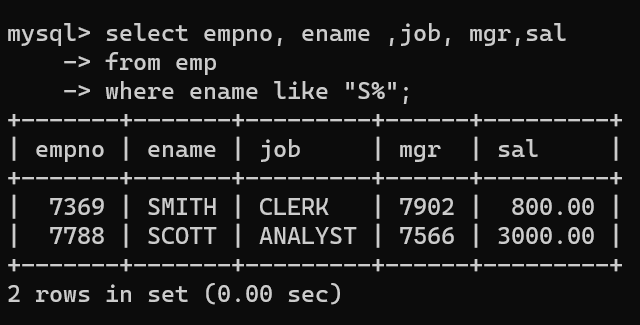 mysql> select empno, ename ,job, mgr,sal
    -> from emp
    -> where ename like "S%";
+-------+-------+---------+------+---------+
| empno | ename | job     | mgr  | sal     |
+-------+-------+---------+------+---------+
|  7369 | SMITH | CLERK   | 7902 |  800.00 |
|  7788 | SCOTT | ANALYST | 7566 | 3000.00 |
+-------+-------+---------+------+---------+
2 rows in set (0.00 sec)